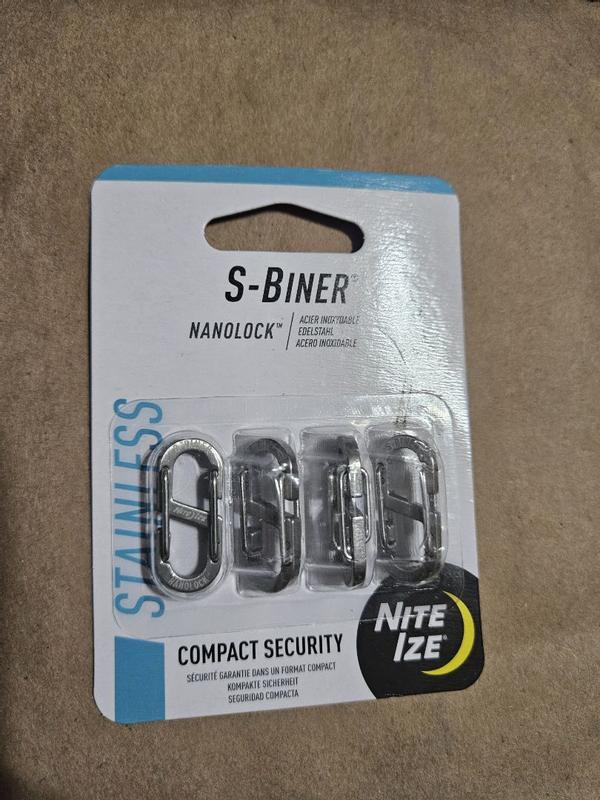 S-BINER®
NANOLOCK™
ACIER INOXYDABLE
EDELSTAHL
ACERO INOXIDABLE
STAINLESS
NITE IZE
NANOLOCK
NITE
IZE®
COMPACT SECURITY
SÉCURITÉ GARANTIE DANS UN FORMAT COMPACT
KOMPAKTE SICHERHEIT
SEGURIDAD COMPACTA